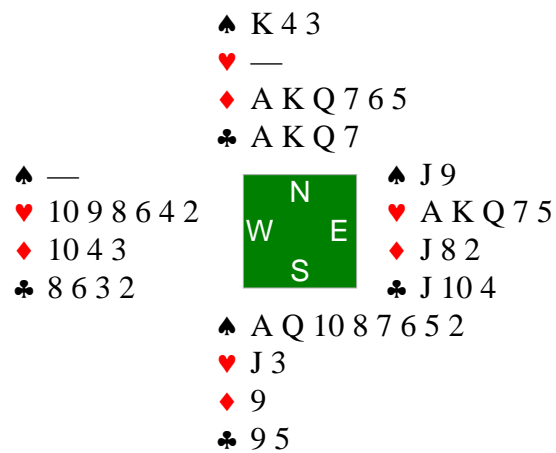 ♠ K 4 3
♥ —
♦ A K Q 7 6 5
♣ A K Q 7
♠ —
♥ 10 9 8 6 4 2
♦ 10 4 3
♣ 8 6 3 2
N
W E
S
♠ J 9
♥ A K Q 7 5
♦ J 8 2
♣ J 10 4
♠ A Q 10 8 7 6 5 2
♥ J 3
♦ 9
♣ 9 5